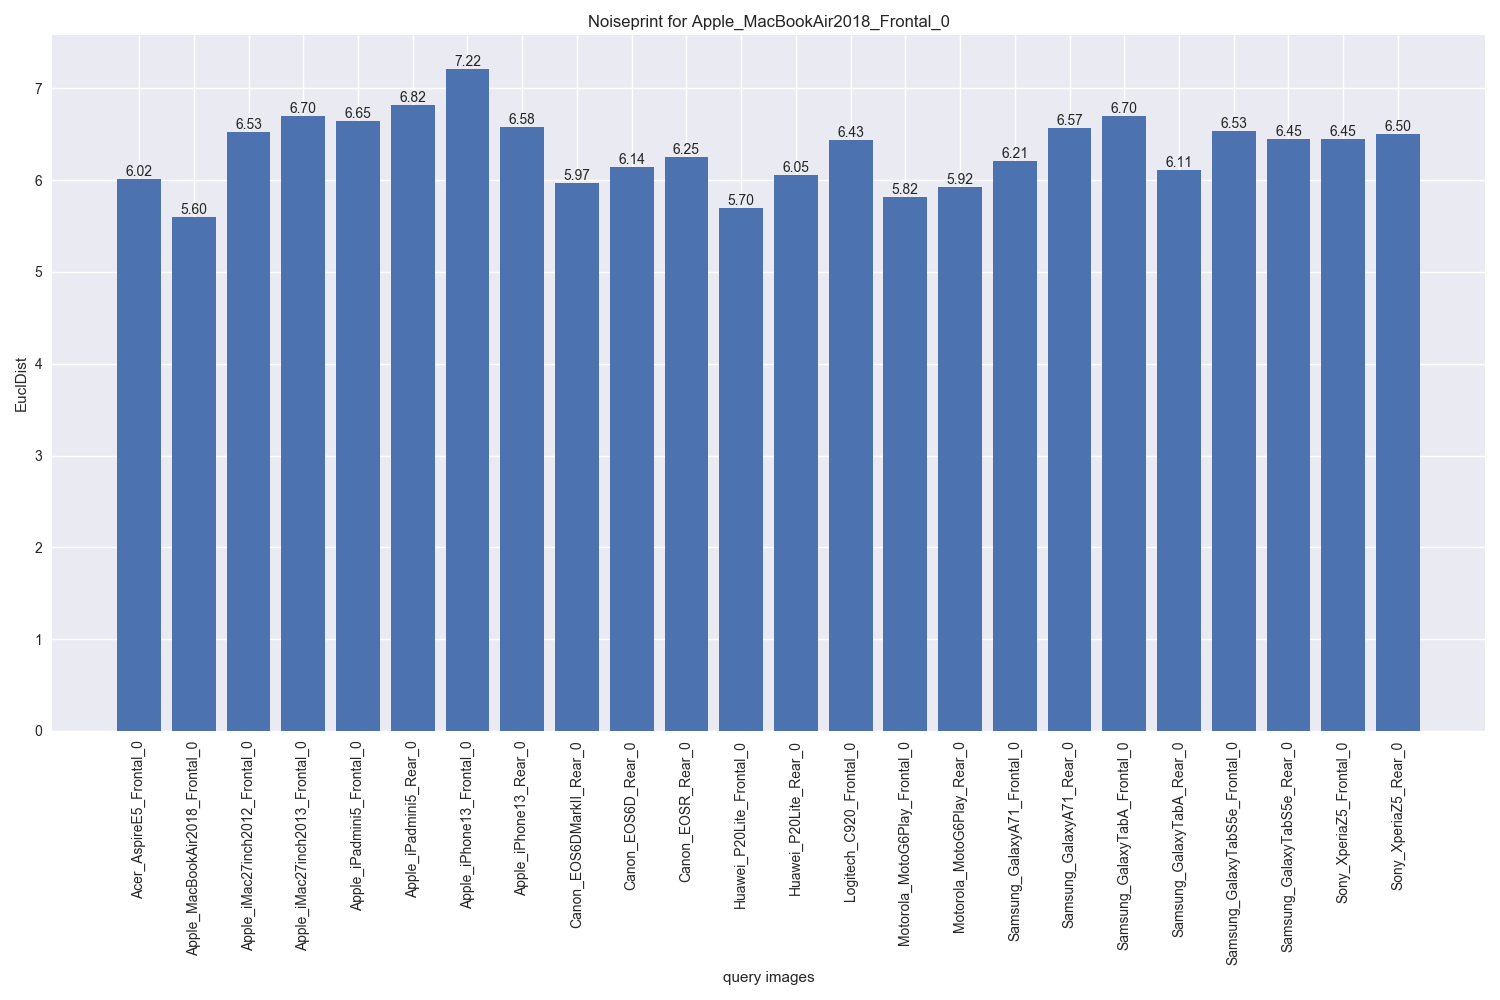 Noiseprint for Apple_MacBookAir2018_Frontal_0
EuclDist
7
6
5
4
3
2
1
0
6.02
5.60
6.53
6.70
6.65
6.82
7.22
6.58
5.97
6.14
6.25
5.70
6.05
6.43
5.82
5.92
6.21
6.57
6.70
6.11
6.53
6.45
6.45
6.50
Acer_AspireE5_Frontal_0
Apple_MacBookAir2018_Frontal_0
Apple_iMac27inch2012_Frontal_0
Apple_iMac27inch2013_Frontal_0
Apple_iPadmini5_Frontal_0
Apple_iPadmini5_Rear_0
Apple_iPhone13_Frontal_0
Apple_iPhone13_Rear_0
Canon_EOS6DMarkII_Rear_0
Canon_EOS6D_Rear_0
Canon_EOSR_Rear_0
Huawei_P20Lite_Frontal_0
Huawei_P20Lite_Rear_0
Logitech_C920_Frontal_0
Motorola_MotoG6Play_Frontal_0
Motorola_MotoG6Play_Rear_0
Samsung_GalaxyA71_Frontal_0
Samsung_GalaxyA71_Rear_0
Samsung_GalaxyTabA_Frontal_0
Samsung_GalaxyTabA_Rear_0
Samsung_GalaxyTabS5e_Frontal_0
Samsung_GalaxyTabS5e_Rear_0
Sony_XperiaZ5_Frontal_0
Sony_XperiaZ5_Rear_0
query images